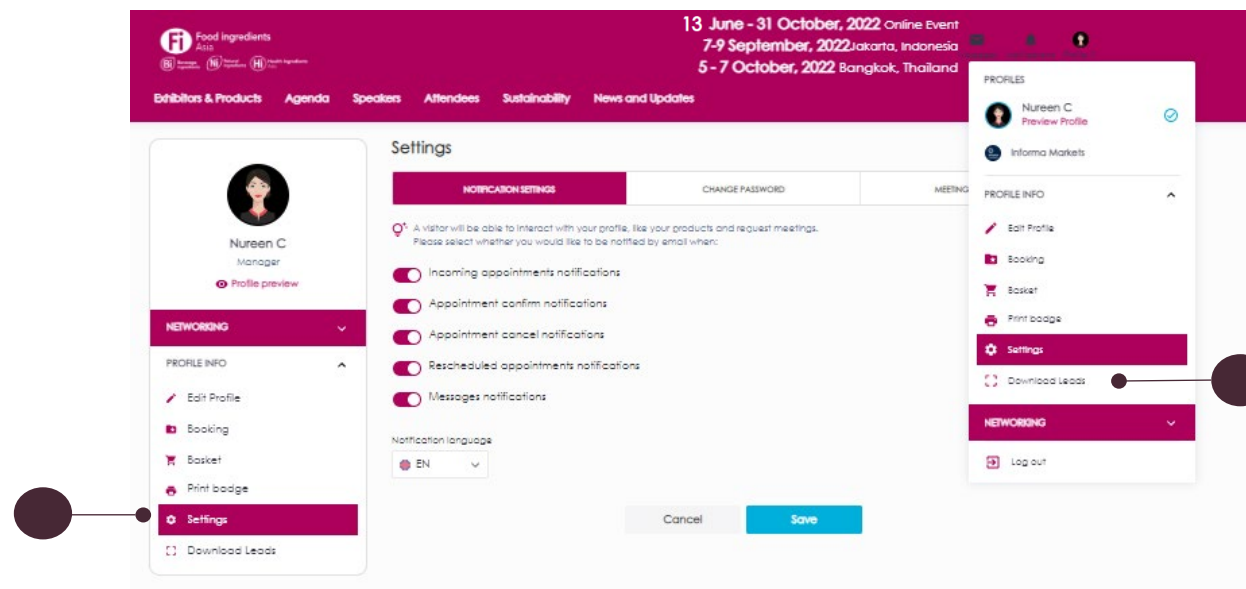 Food ingredients
Asia
13 June - 31 October, 2022 Online Event
7-9 September, 2022 Jakarta, Indonesia
5 - 7 October, 2022 Bangkok, Thailand
Exhibitors & Products Agenda Speakers Attendees Sustainability News and Updates
Nureen C
Manager
Profile preview
NETWORKING
PROFILE INFO
Edit Profile
Booking
Basket
Print badge
Settings
Download Leads
Settings
NOTIFICATION SETTINGS CHANGE PASSWORD MEETING
A visitor will be able to interact with your profile, like your products and request meetings.
Please select whether you would like to be notified by email when:
Incoming appointments notifications
Appointment confirm notifications
Appointment cancel notifications
Rescheduled appointments notifications
Messages notifications
Notification language
EN
Cancel Save
PROFILES
Nureen C
Preview Profile
Informa Markets
PROFILE INFO
Edit Profile
Booking
Basket
Print badge
Settings
Download Leads
NETWORKING
Log out